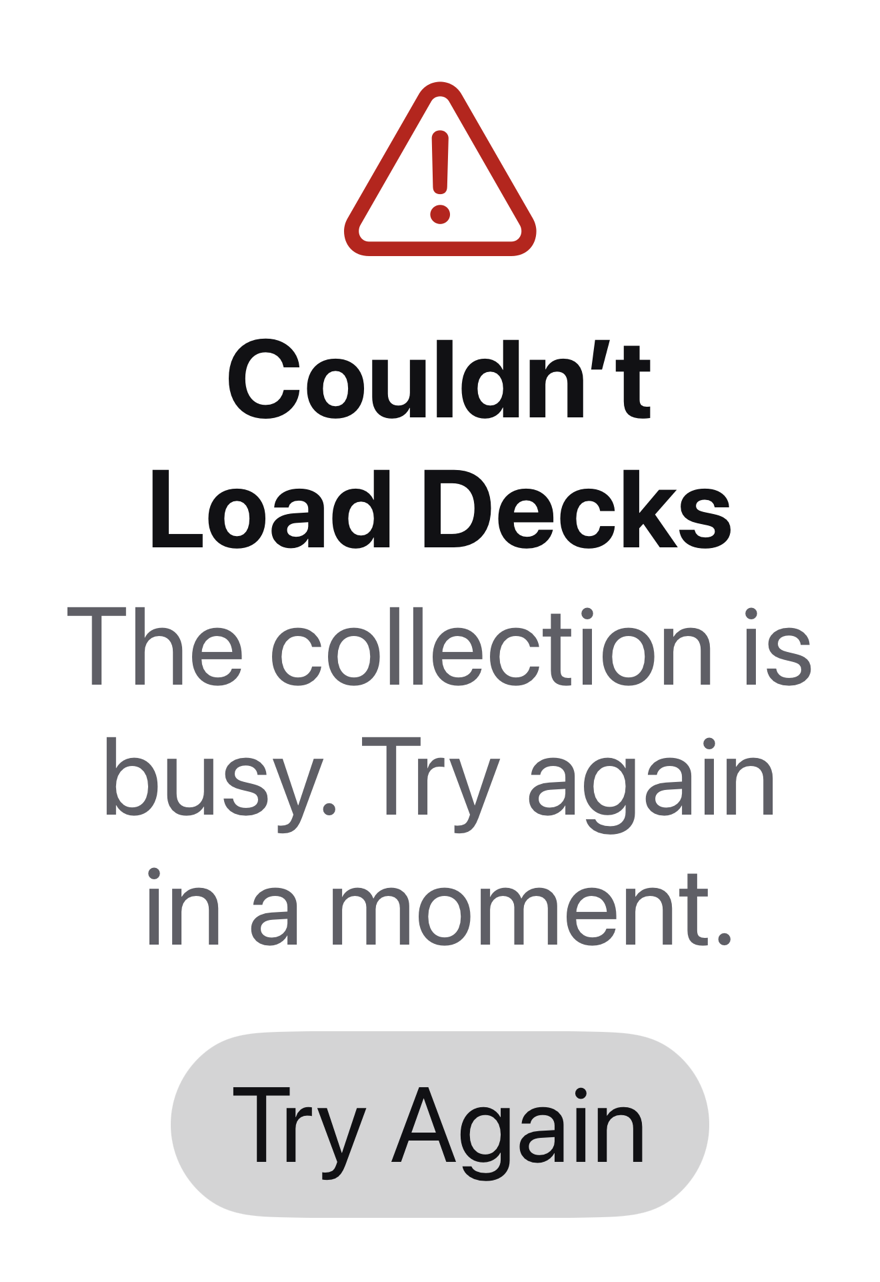 Couldn’t
Load Decks
The collection is
busy. Try again
in a moment.
Try Again